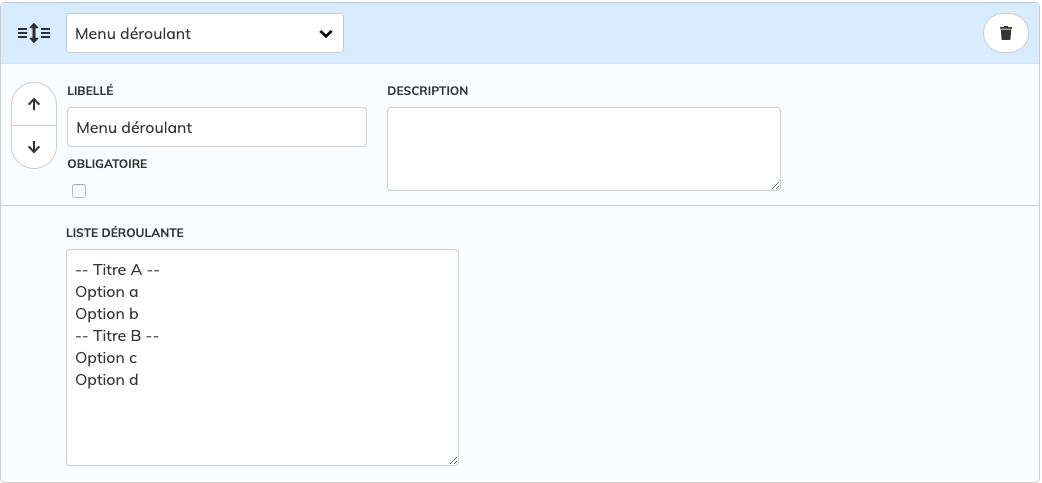 Menu déroulant
LIBELLÉ
Menu déroulant
OBLIGATOIRE
DESCRIPTION
LISTE DÉROULANTE
-- Titre A --
Option a
Option b
-- Titre B --
Option c
Option d